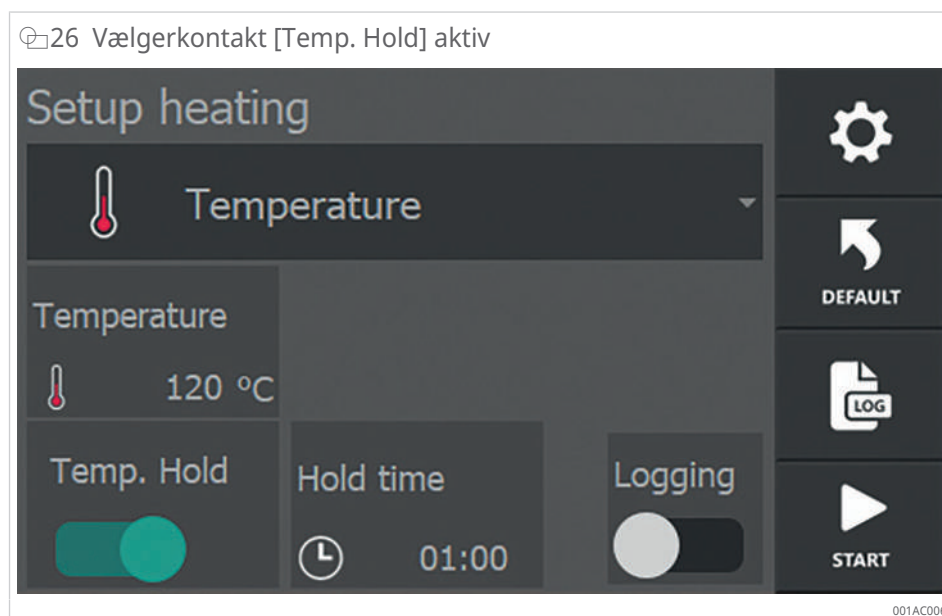 26 Vælgerkontakt [Temp. Hold] aktiv
Setup heating
Temperature
Temperature
120 °C
Temp. Hold
Hold time
01:00
Logging
DEFAULT
LOG
START